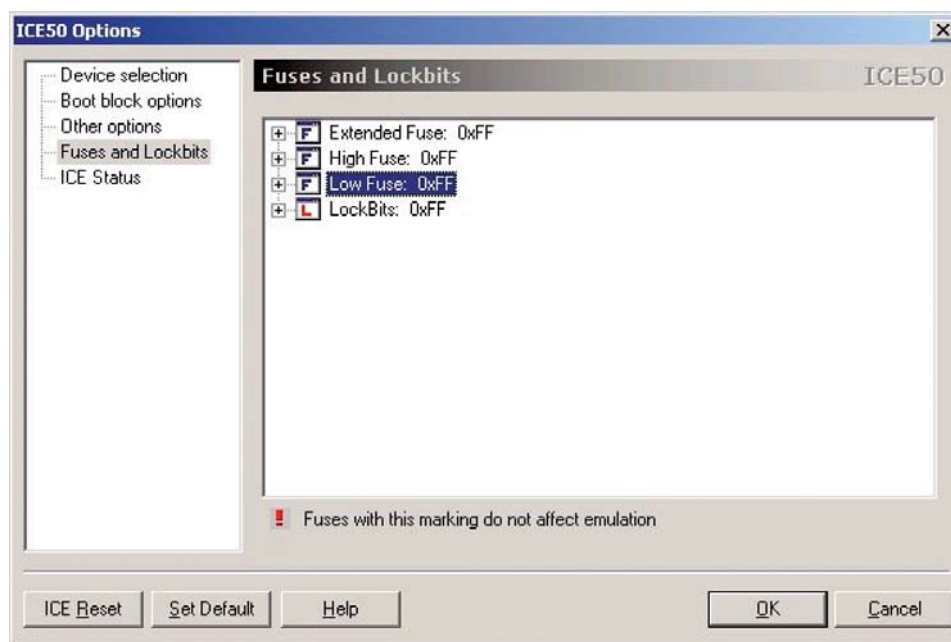 ICE50 Options
Device selection
Boot block options
Other options
Fuses and Lockbits
ICE Status
Fuses and Lockbits ICE50
F Extended Fuse: 0xFF
F High Fuse: 0xFF
F Low Fuse: 0xFF
L LockBits: 0xFF
! Fuses with this marking do not affect emulation
ICE Reset Set Default Help OK Cancel